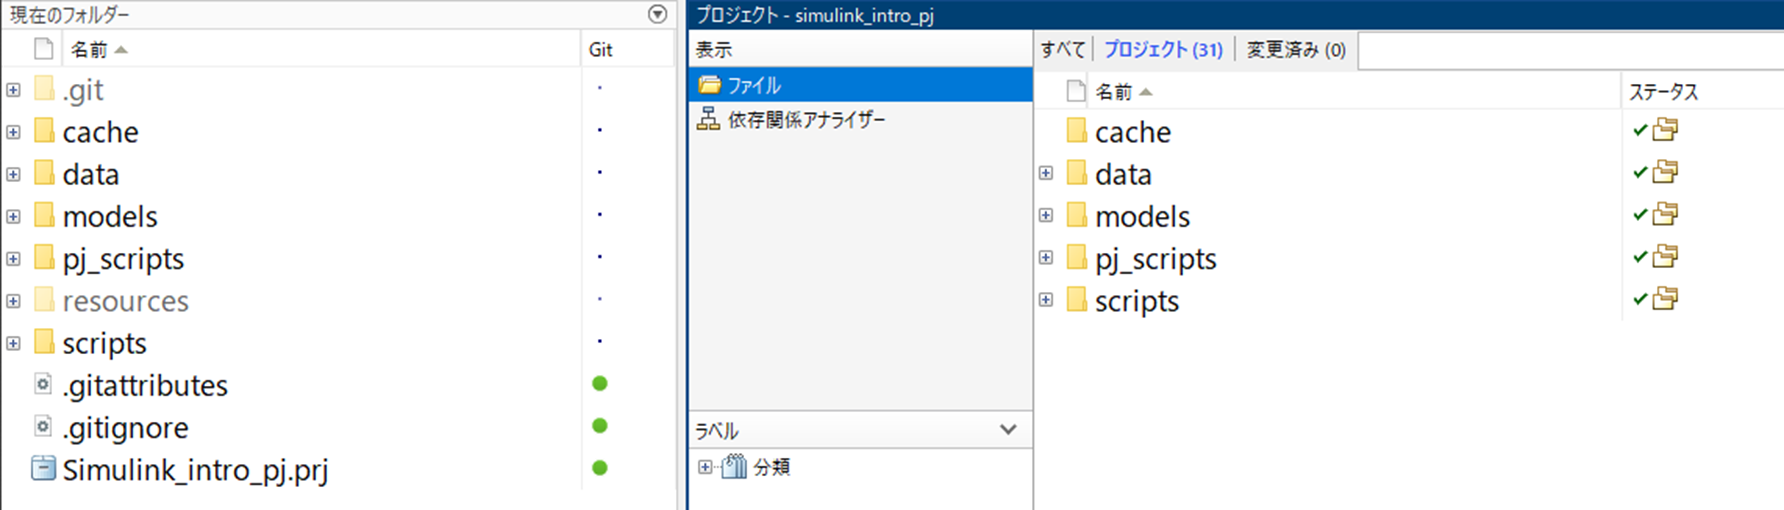 現在のフォルダー
名前 Git
.git
cache
data
models
pj_scripts
resources
scripts
.gitattributes
.gitignore
Simulink_intro_pj.prj
プロジェクト - simulink_intro_pj
表示
ファイル
依存関係アナライザー
ラベル
分類
すべて プロジェクト (31) 変更済み (0)
名前 ステータス
cache
data
models
pj_scripts
scripts